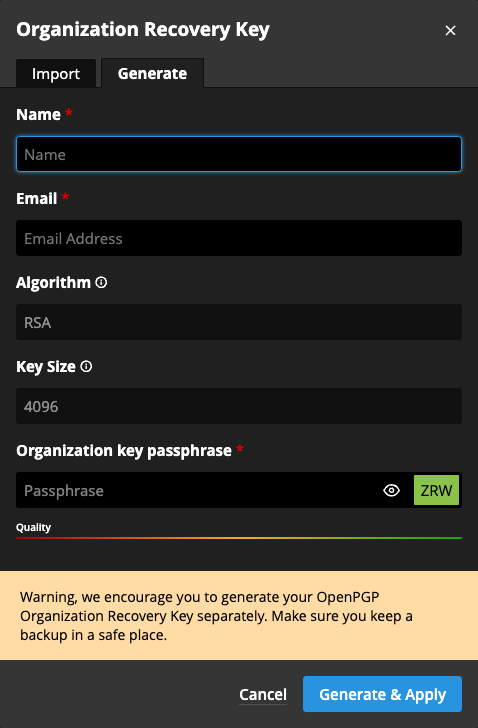 Organization Recovery Key
Import
Generate
Name *
Name
Email *
Email Address
Algorithm
RSA
Key Size
4096
Organization key passphrase *
Passphrase
ZRW
Quality
Warning, we encourage you to generate your OpenPGP
Organization Recovery Key separately. Make sure you keep a
backup in a safe place.
Cancel
Generate & Apply